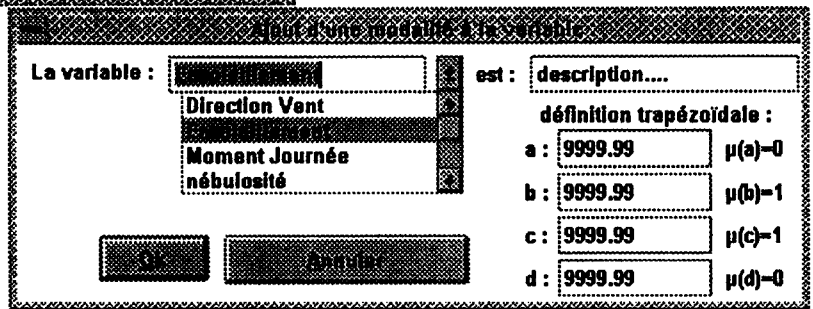 Ajout d'une modalité à la variable
La variable :
est : description....
Direction Vent
Moment Journée
nébulosité
définition trapézoïdale :
a : 9999.99 µ(a)=0
b : 9999.99 µ(b)=1
c : 9999.99 µ(c)=1
d : 9999.99 µ(d)=0
Ok Annuler